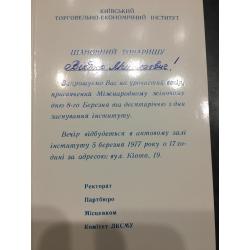 КИЇВСЬКИЙ
ТОРГОВЕЛЬНО-ЕКОНОМІЧНИЙ ІНСТИТУТ
ШАНОВНИЙ ТОВАРИШУ
!
Запрошуємо Вас на урочистий вечір,
присвячений Міжнародному жіночому
дню 8-го Березня та десятиріччю з дня
заснування інституту.
Вечір відбудеться в актовому залі
інституту 5 березня 1977 року о 17 го-
дині за адресою: вул. Кіото, 19.
Ректорат
Партбюро
Місцевком
Комітет ЛКСМУ